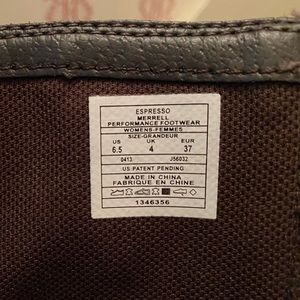 ESPRESSO
MERRELL
PERFORMANCE FOOTWEAR
WOMENS-FEMMES
SIZE-GRANDEUR
US UK EUR
6.5 4 37
0413 J56032
US PATENT PENDING
MADE IN CHINA
FABRIQUE EN CHINE
1346356